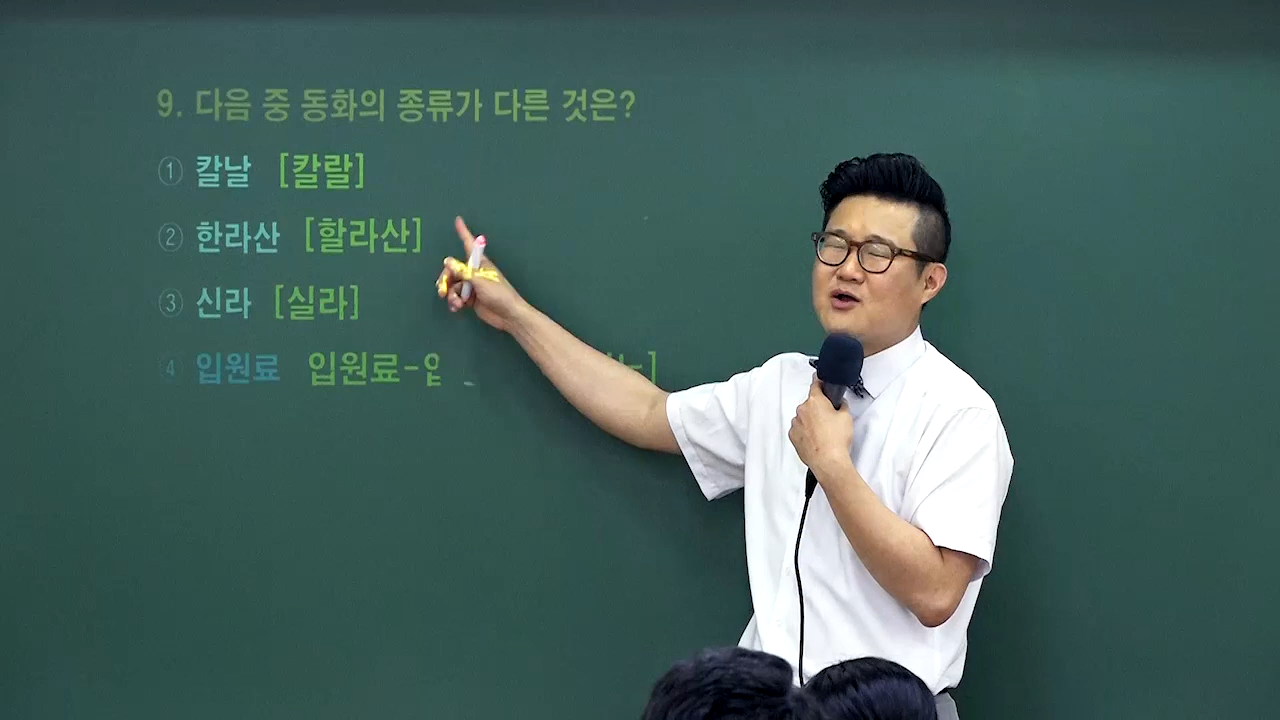 9. 다음 중 동화의 종류가 다른 것은?
① 칼날 [칼랄]
② 한라산 [할라산]
③ 신라 [실라]
④ 입원료 입원료-